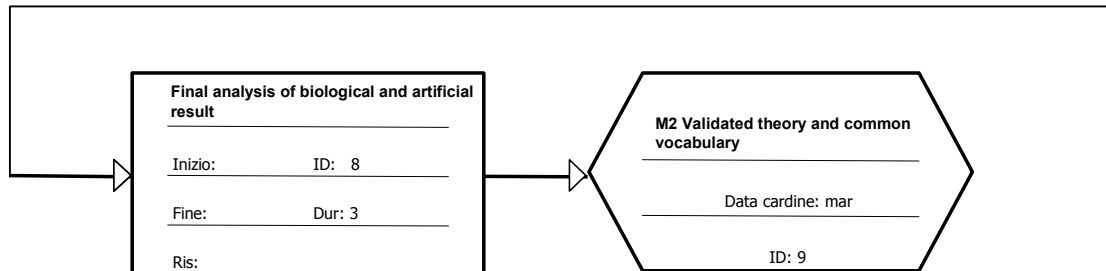 Final analysis of biological and artificial
result
Inizio: ID: 8
Fine: Dur: 3
Ris:
M2 Validated theory and common
vocabulary
Data cardine: mar
ID: 9